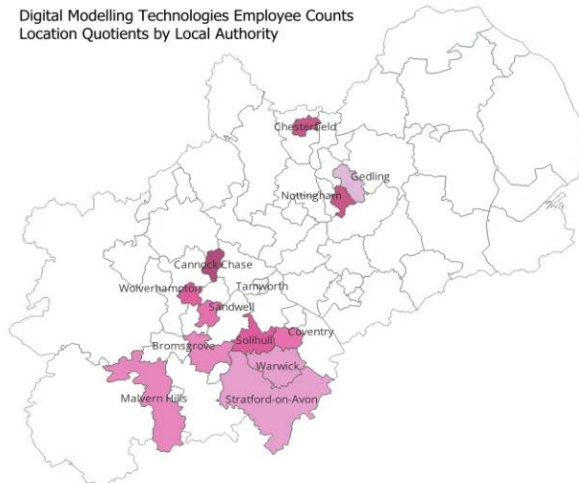 Digital Modelling Technologies Employee Counts
Location Quotients by Local Authority
Chesterfield
Gedling
Nottingham
Cannock Chase
Tamworth
Wolverhampton
Sandwell
Coventry
Solihull
Bromsgrove
Warwick
Malvern Hills
Stratford-on-Avon